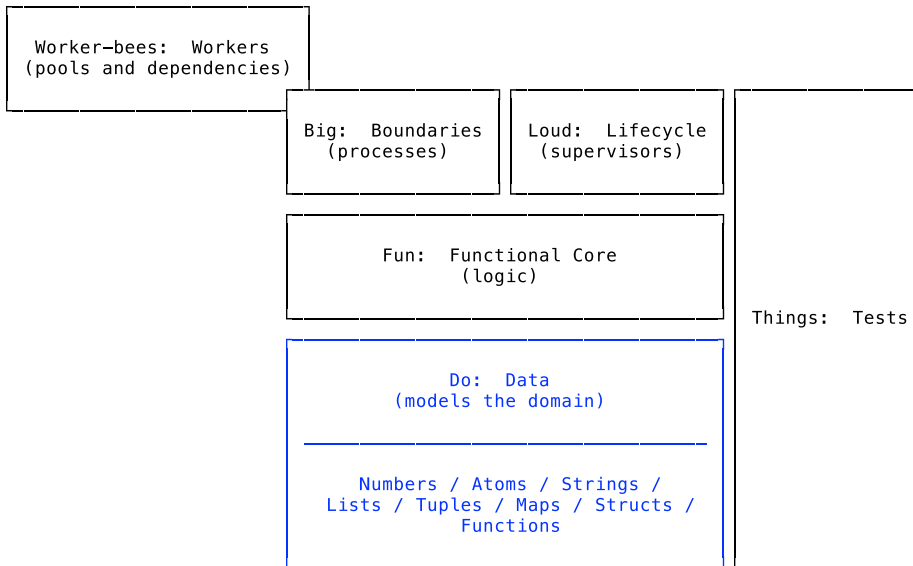 Worker-bees:  Workers
(pools and dependencies)
Big:  Boundaries
(processes)
Loud:  Lifecycle
(supervisors)
Fun:  Functional Core
(logic)
Things:  Tests
Do:  Data
(models the domain)
Numbers / Atoms / Strings /
Lists / Tuples / Maps / Structs /
Functions